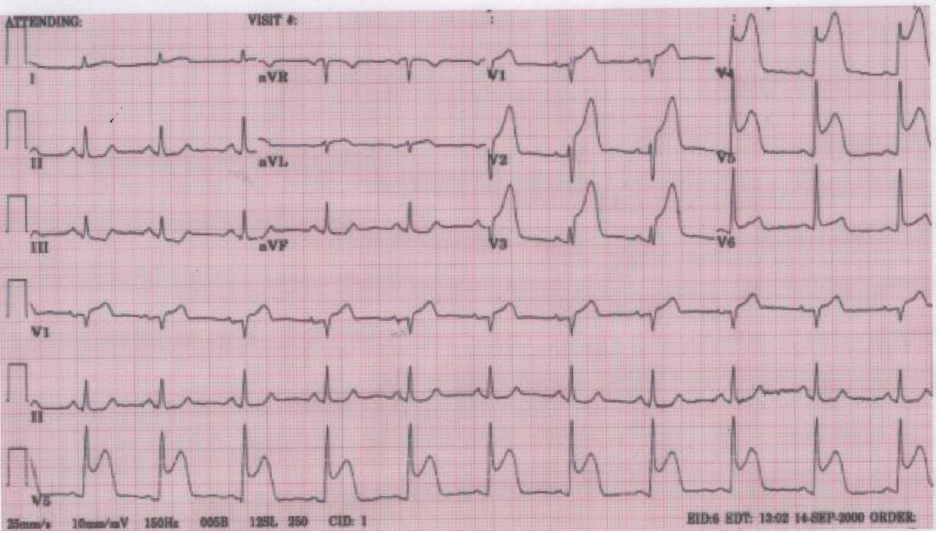 ATTENDING: VISIT #:
I aVR V1 V4
II aVL V2 V5
III aVF V3 V6
V1
II
V5
25mm/s 10mm/mV 150Hz 005B 12SL 250 CID: 1 EID:6 EDT: 13:02 14-SEP-2000 ORDER: